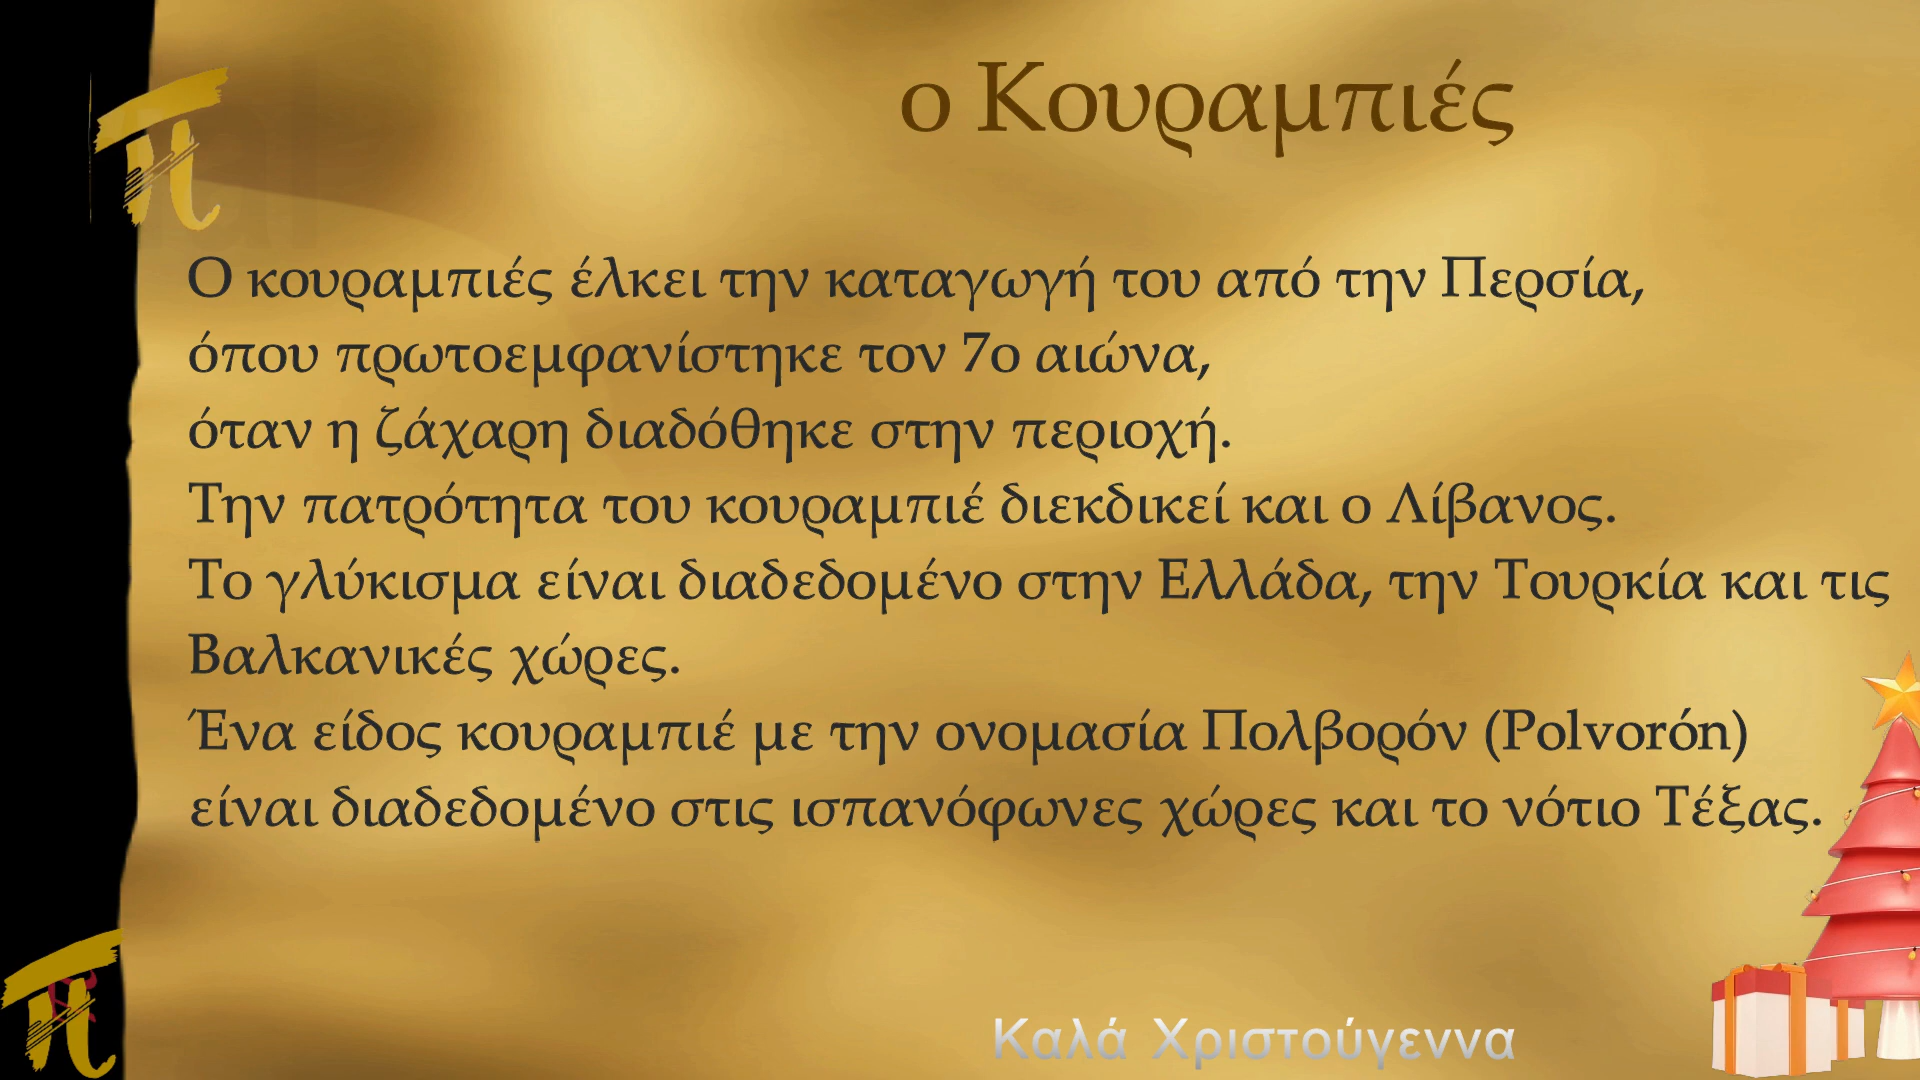 ο Κουραμπιές
Ο κουραμπιές έλκει την καταγωγή του από την Περσία,
όπου πρωτοεμφανίστηκε τον 7ο αιώνα,
όταν η ζάχαρη διαδόθηκε στην περιοχή.
Την πατρότητα του κουραμπιέ διεκδικεί και ο Λίβανος.
Το γλύκισμα είναι διαδεδομένο στην Ελλάδα, την Τουρκία και τις
Βαλκανικές χώρες.
Ένα είδος κουραμπιέ με την ονομασία Πολβορόν (Polvorón)
είναι διαδεδομένο στις ισπανόφωνες χώρες και το νότιο Τέξας.
Καλά Χριστούγεννα
π
π